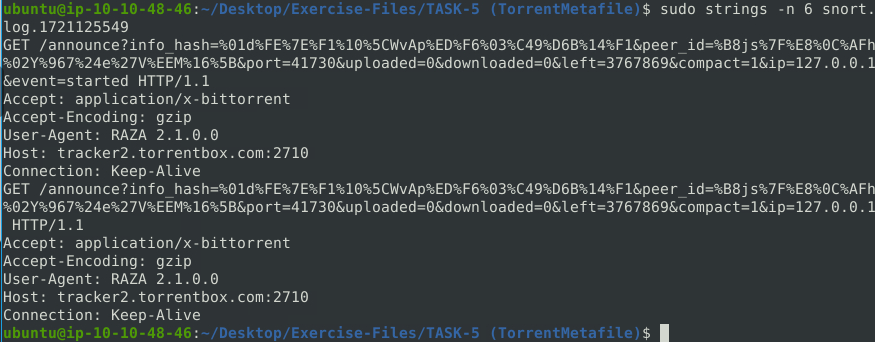 ubuntu@ip-10-10-48-46:~/Desktop/Exercise-Files/TASK-5 (TorrentMetafile)$ sudo strings -n 6 snort.
log.1721125549
GET /announce?info_hash=%01d%FE%7E%F1%10%5CWvAp%ED%F6%03%C49%D6B%14%F1&peer_id=%B8js%7F%E8%0C%AFh
%02Y%967%24e%27V%EEM%16%5B&port=41730&uploaded=0&downloaded=0&left=3767869&compact=1&ip=127.0.0.1
&event=started HTTP/1.1
Accept: application/x-bittorrent
Accept-Encoding: gzip
User-Agent: RAZA 2.1.0.0
Host: tracker2.torrentbox.com:2710
Connection: Keep-Alive
GET /announce?info_hash=%01d%FE%7E%F1%10%5CWvAp%ED%F6%03%C49%D6B%14%F1&peer_id=%B8js%7F%E8%0C%AFh
%02Y%967%24e%27V%EEM%16%5B&port=41730&uploaded=0&downloaded=0&left=3767869&compact=1&ip=127.0.0.1
 HTTP/1.1
Accept: application/x-bittorrent
Accept-Encoding: gzip
User-Agent: RAZA 2.1.0.0
Host: tracker2.torrentbox.com:2710
Connection: Keep-Alive
ubuntu@ip-10-10-48-46:~/Desktop/Exercise-Files/TASK-5 (TorrentMetafile)$